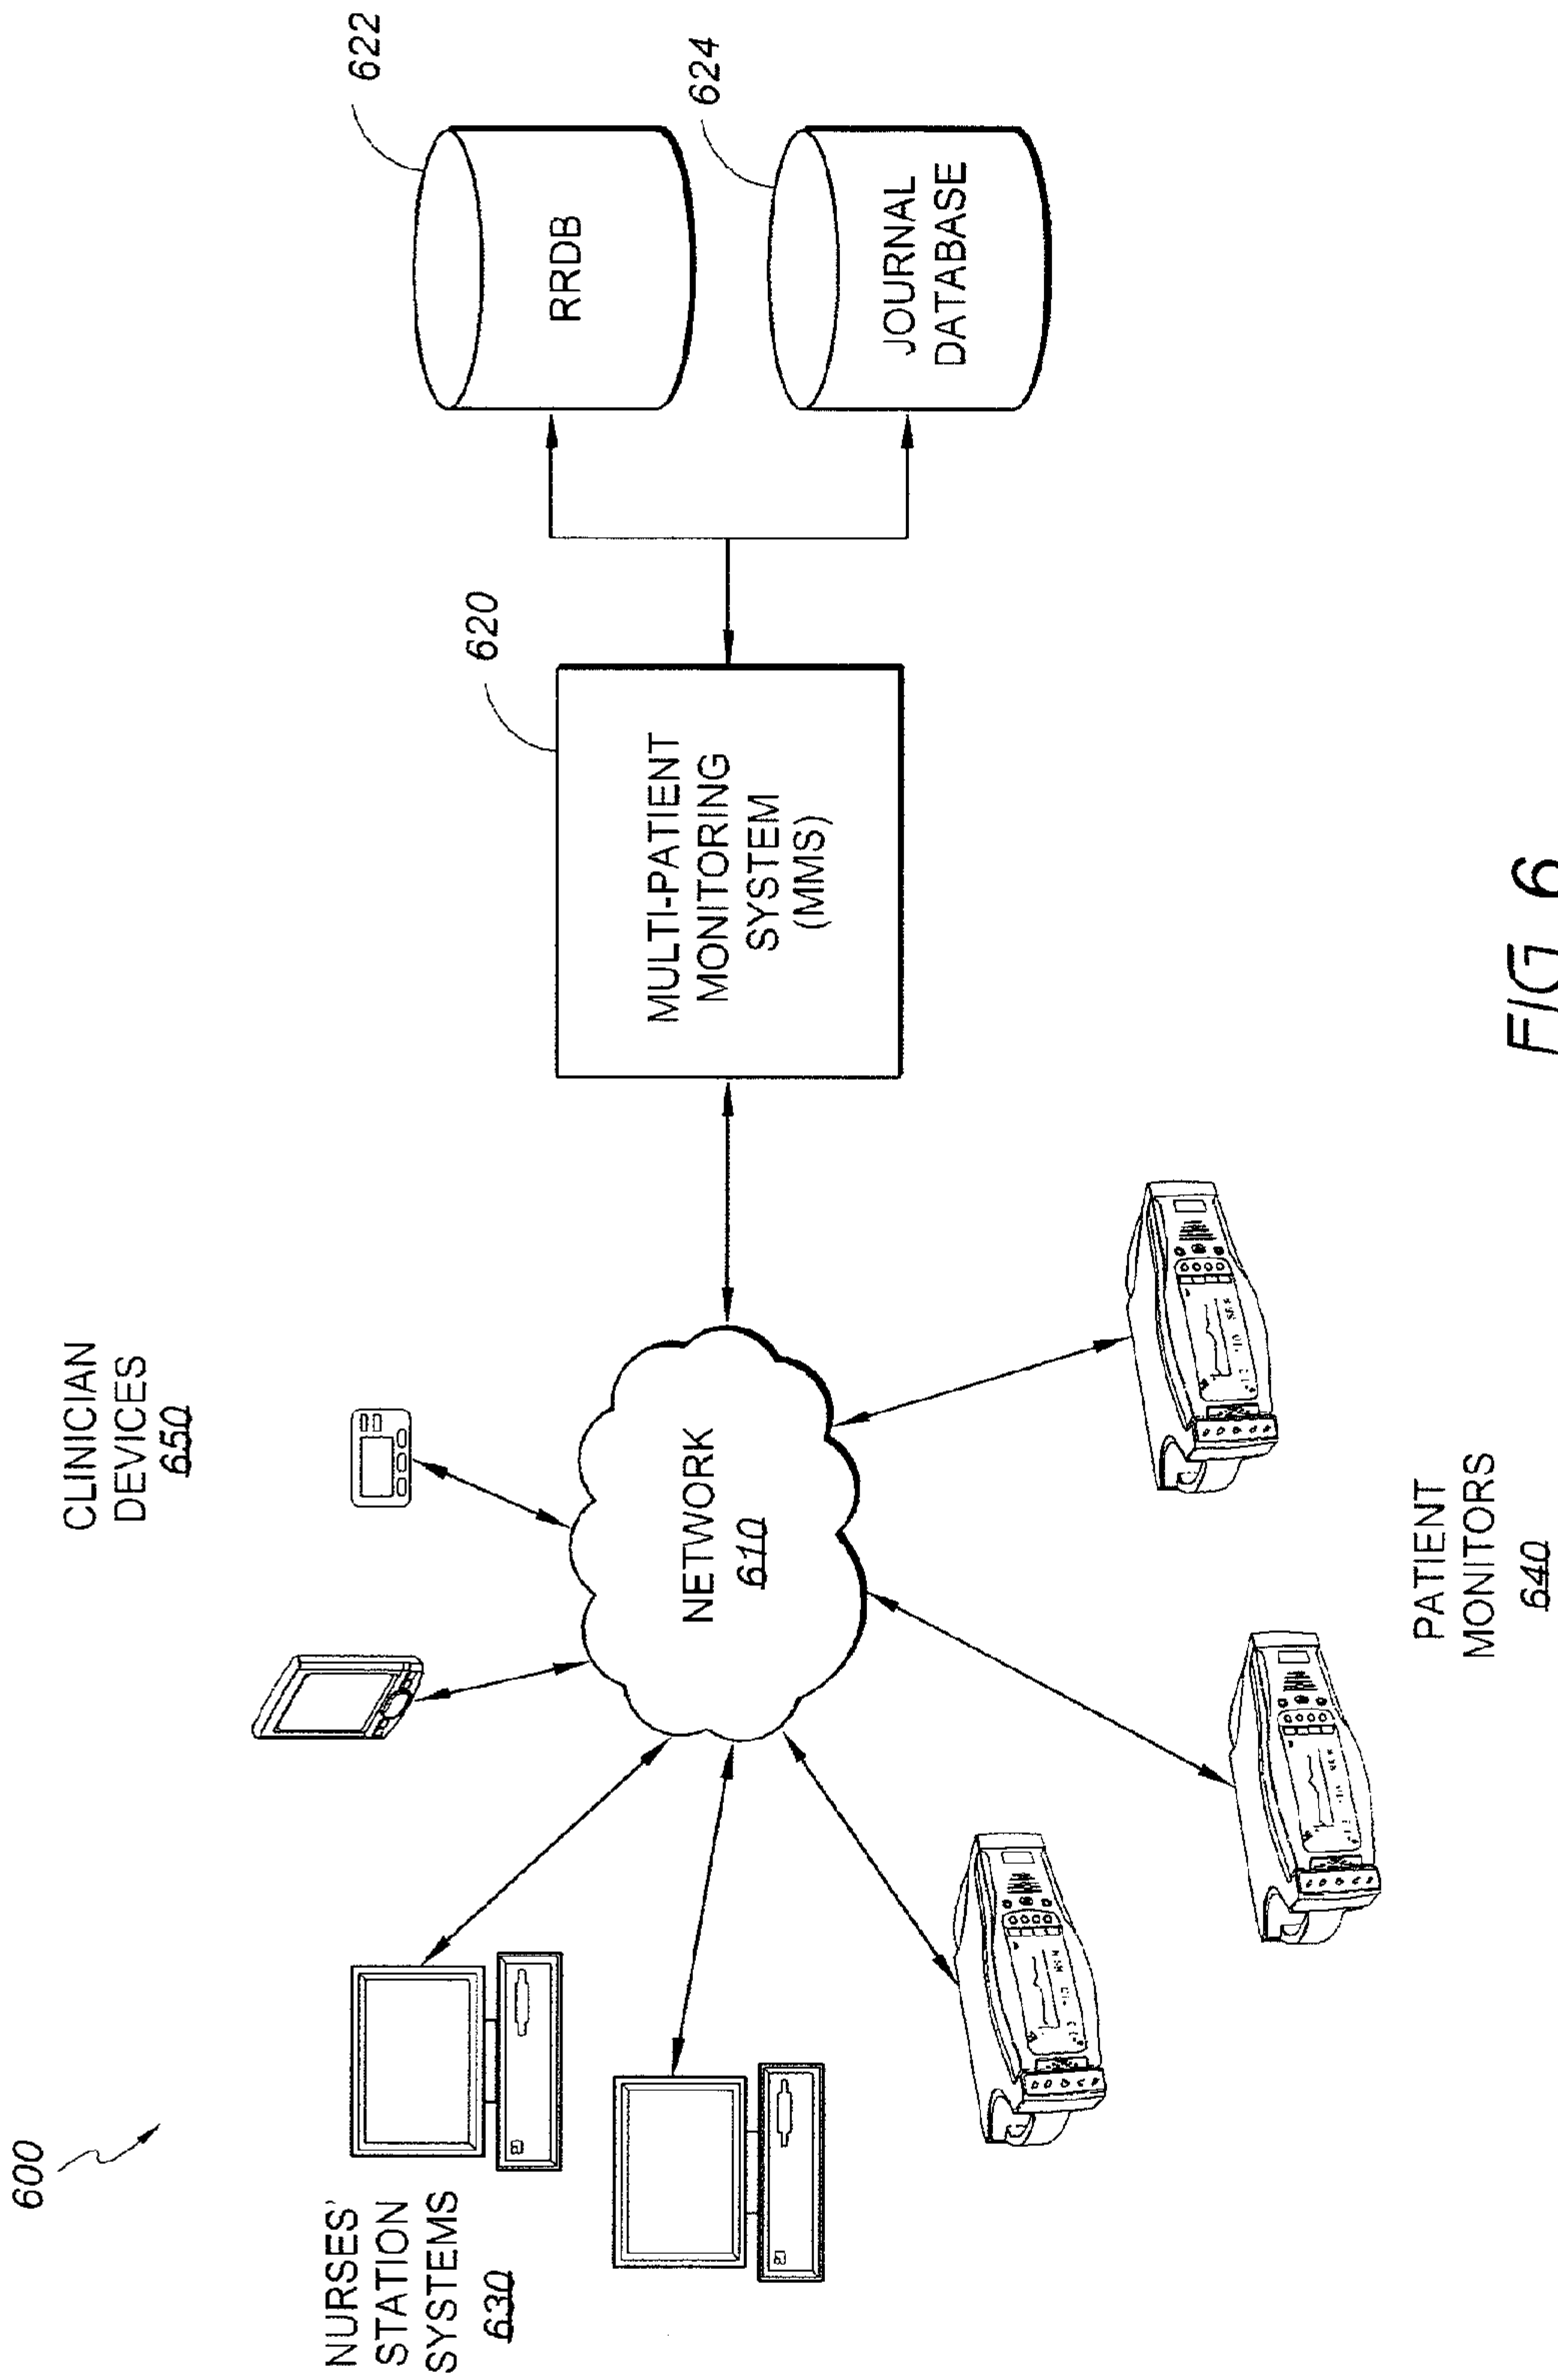 600
CLINICIAN
DEVICES
650
622
RRDB
624
JOURNAL
DATABASE
620
MULTI-PATIENT
MONITORING
SYSTEM
(MMS)
NETWORK
610
NURSES'
STATION
SYSTEMS
630
PATIENT
MONITORS
640
FIG. 6